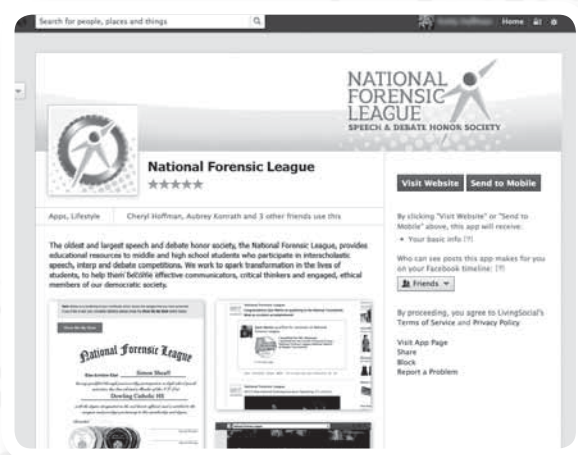 Search for people, places and things
Home
NATIONAL
FORENSIC
LEAGUE
SPEECH & DEBATE HONOR SOCIETY
National Forensic League
Visit Website
Send to Mobile
Apps, Lifestyle
Cheryl Hoffman, Aubrey Konrath and 3 other friends use this
By clicking "Visit Website" or "Send to
Mobile" above, this app will receive:
• Your basic info [?]
Who can see posts this app makes for you
on your Facebook timeline: [?]
Friends
By proceeding, you agree to LivingSocial's
Terms of Service and Privacy Policy
Visit App Page
Share
Block
Report a Problem
The oldest and largest speech and debate honor society, the National Forensic League, provides
educational resources to middle and high school students who participate in interscholastic
speech, interp and debate competitions. We work to spark transformation in the lives of
students, to help them become effective communicators, critical thinkers and engaged, ethical
members of our democratic society.
National Forensic League
Simon Sheaff
Dowling Catholic HS